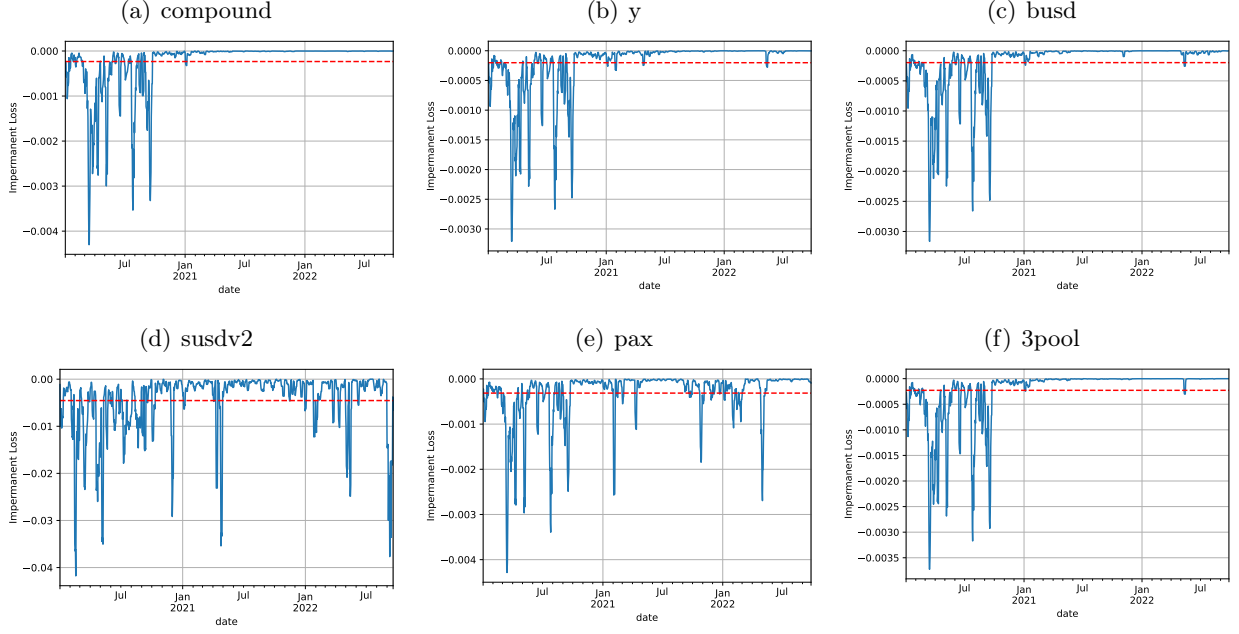 (a) compound
0.000
−0.001
−0.002
−0.003
−0.004
Impermanent Loss
Jul
Jan
2021
Jul
Jan
2022
Jul
date
(b) y
0.0000
−0.0005
−0.0010
−0.0015
−0.0020
−0.0025
−0.0030
Impermanent Loss
Jul
Jan
2021
Jul
Jan
2022
Jul
date
(c) busd
0.0000
−0.0005
−0.0010
−0.0015
−0.0020
−0.0025
−0.0030
Impermanent Loss
Jul
Jan
2021
Jul
Jan
2022
Jul
date
(d) susdv2
0.00
−0.01
−0.02
−0.03
−0.04
Impermanent Loss
Jul
Jan
2021
Jul
Jan
2022
Jul
date
(e) pax
0.000
−0.001
−0.002
−0.003
−0.004
Impermanent Loss
Jul
Jan
2021
Jul
Jan
2022
Jul
date
(f) 3pool
0.0000
−0.0005
−0.0010
−0.0015
−0.0020
−0.0025
−0.0030
−0.0035
Impermanent Loss
Jul
Jan
2021
Jul
Jan
2022
Jul
date